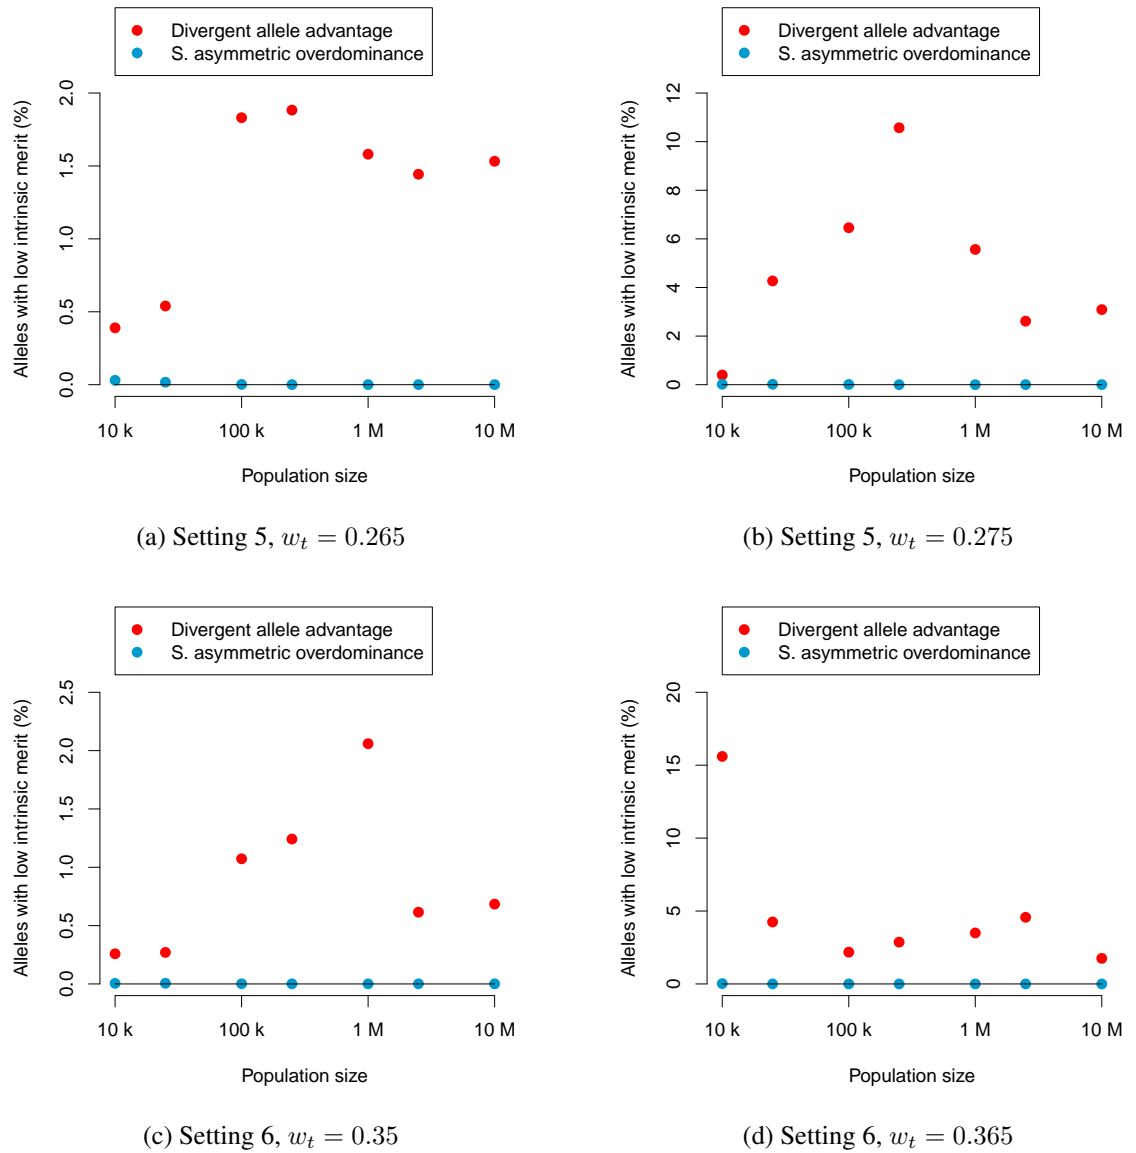 Divergent allele advantage
S. asymmetric overdominance
Alleles with low intrinsic merit (%)
2.0
1.5
1.0
0.5
0.0
10 k 100 k 1 M 10 M
Population size
(a) Setting 5, w_t = 0.265
Divergent allele advantage
S. asymmetric overdominance
Alleles with low intrinsic merit (%)
12
10
8
6
4
2
0
10 k 100 k 1 M 10 M
Population size
(b) Setting 5, w_t = 0.275
Divergent allele advantage
S. asymmetric overdominance
Alleles with low intrinsic merit (%)
2.5
2.0
1.5
1.0
0.5
0.0
10 k 100 k 1 M 10 M
Population size
(c) Setting 6, w_t = 0.35
Divergent allele advantage
S. asymmetric overdominance
Alleles with low intrinsic merit (%)
20
15
10
5
0
10 k 100 k 1 M 10 M
Population size
(d) Setting 6, w_t = 0.365